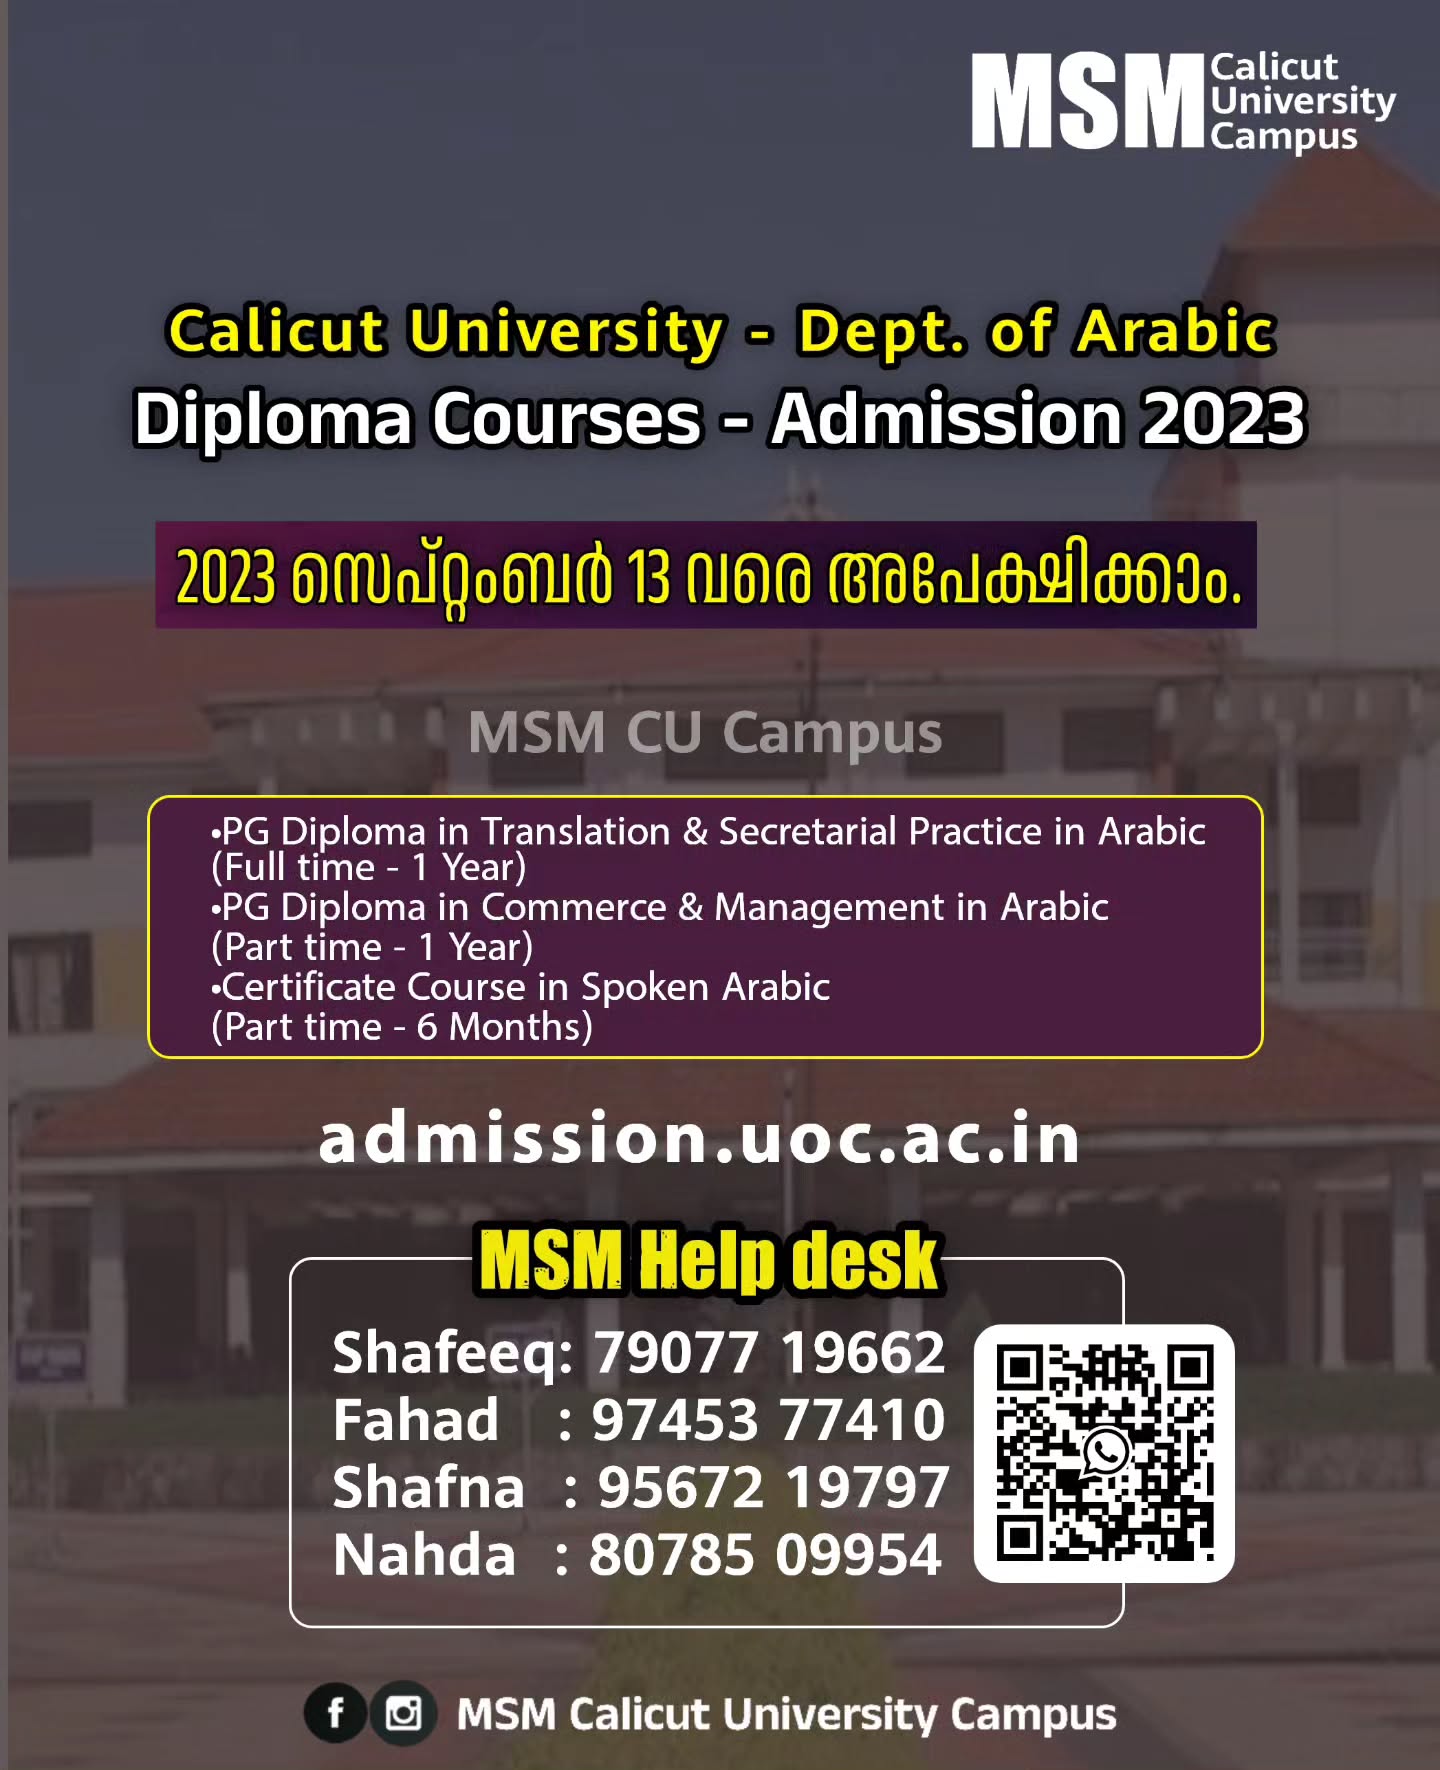 MSM Calicut
University
Campus
Calicut University - Dept. of Arabic
Diploma Courses - Admission 2023
2023 സെപ്റ്റംബർ 13 വരെ അപേക്ഷിക്കാം.
MSM CU Campus
•PG Diploma in Translation & Secretarial Practice in Arabic
(Full time - 1 Year)
•PG Diploma in Commerce & Management in Arabic
(Part time - 1 Year)
•Certificate Course in Spoken Arabic
(Part time - 6 Months)
admission.uoc.ac.in
MSM Help desk
Shafeeq: 79077 19662
Fahad : 97453 77410
Shafna : 95672 19797
Nahda : 80785 09954
MSM Calicut University Campus